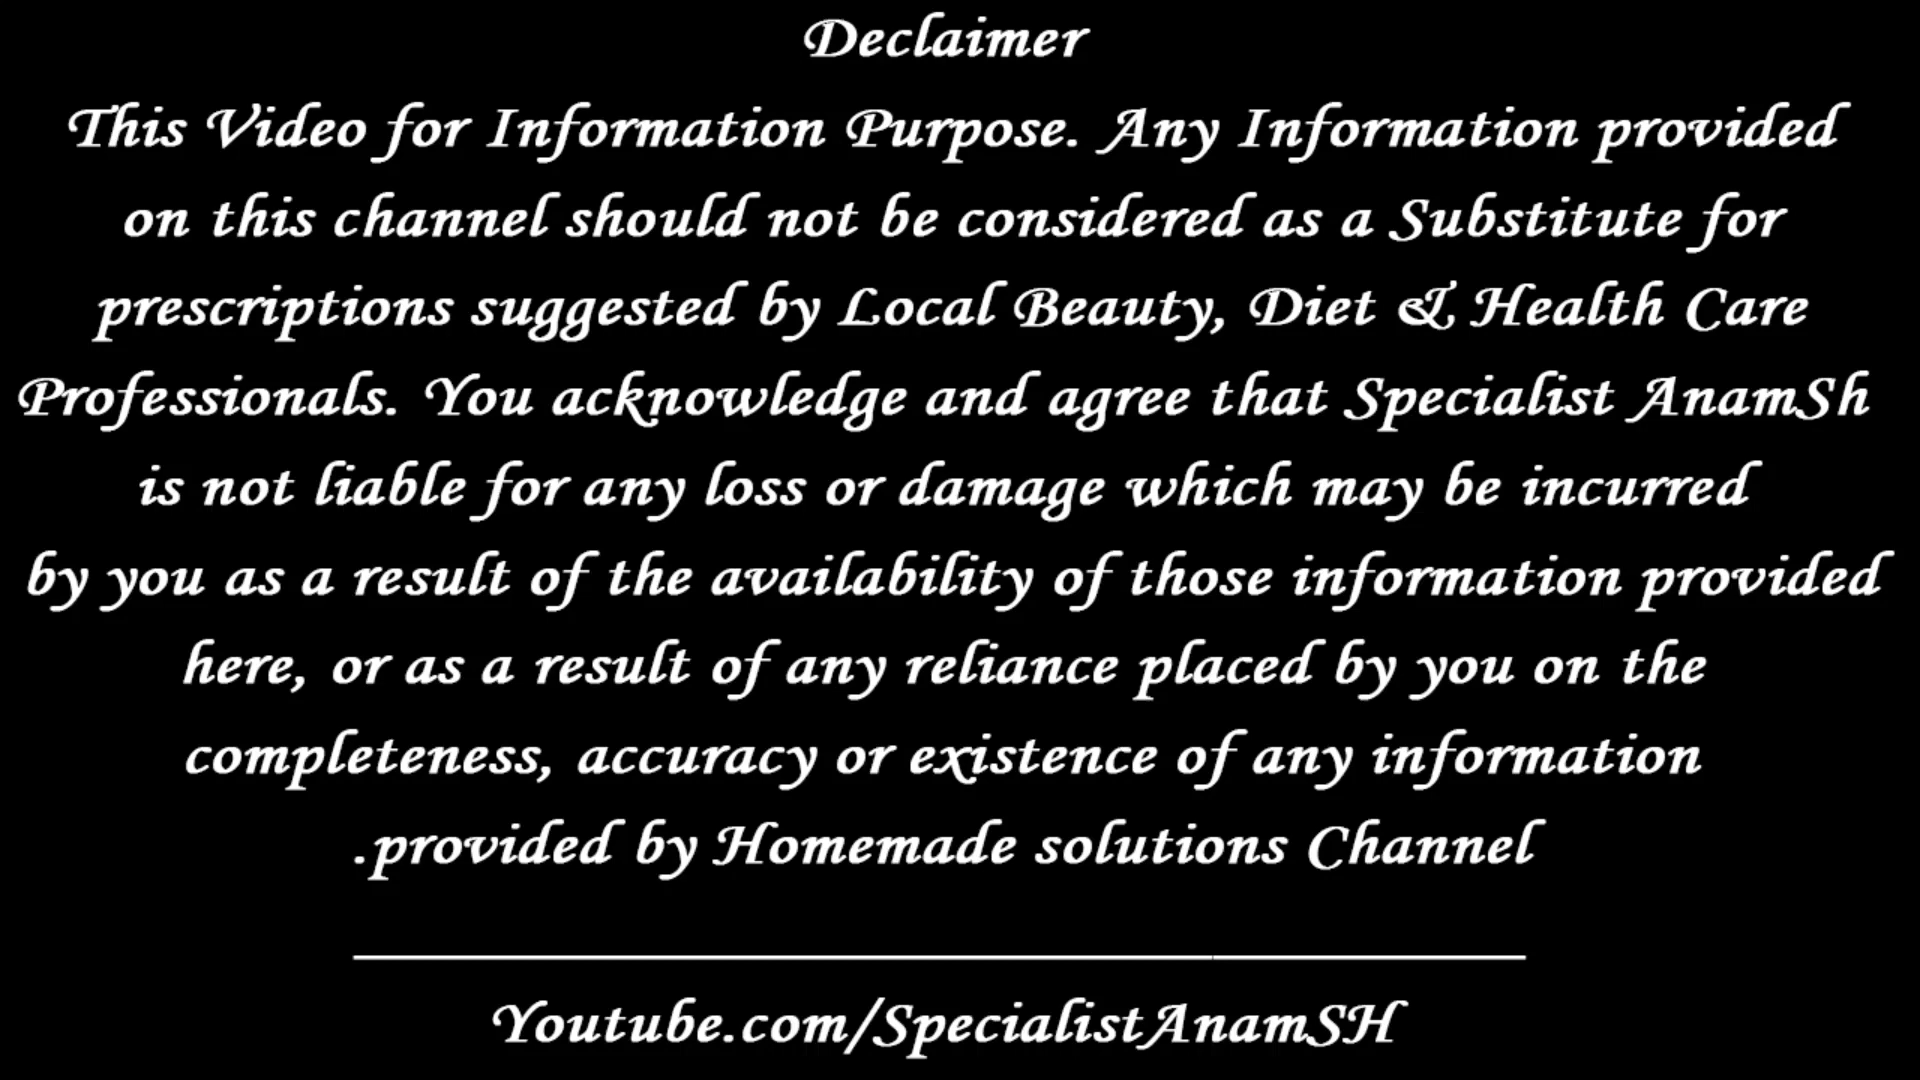 Declaimer
This Video for Information Purpose. Any Information provided
on this channel should not be considered as a Substitute for
prescriptions suggested by Local Beauty, Diet & Health Care
Professionals. You acknowledge and agree that Specialist AnamSh
is not liable for any loss or damage which may be incurred
by you as a result of the availability of those information provided
here, or as a result of any reliance placed by you on the
completeness, accuracy or existence of any information
.provided by Homemade solutions Channel
Youtube.com/SpecialistAnamSH